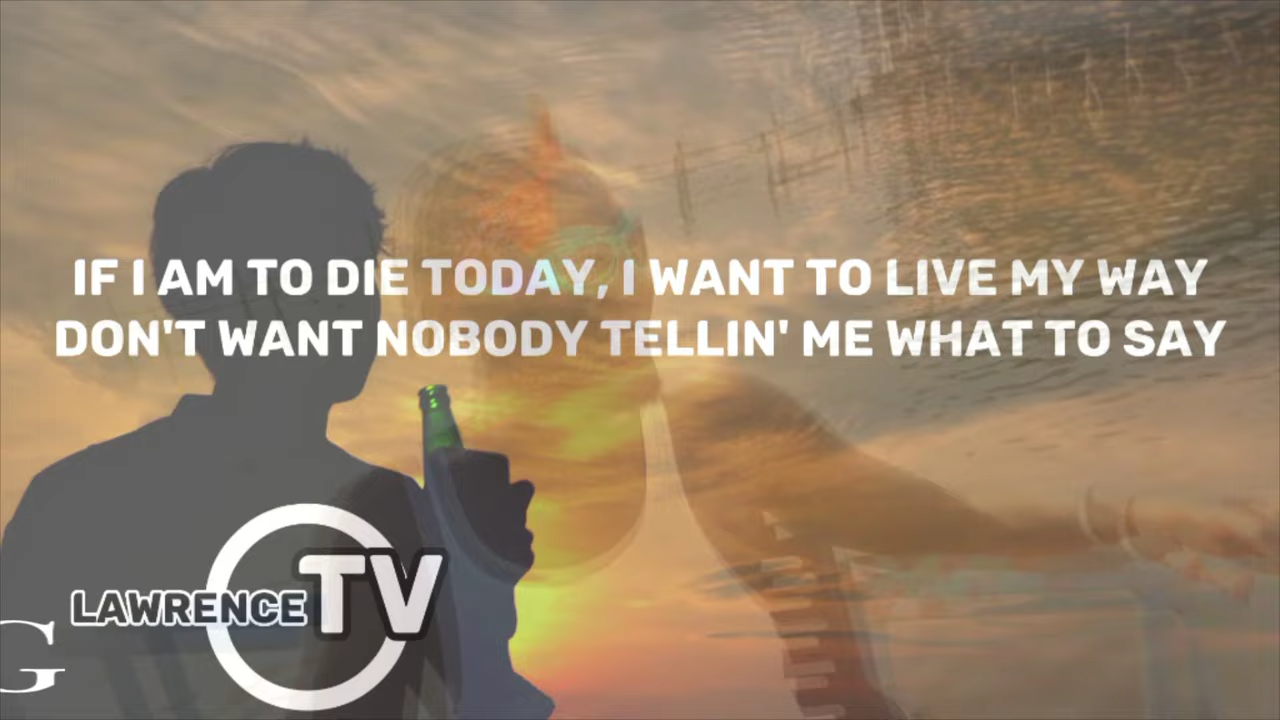 IF I AM TO DIE TODAY, I WANT TO LIVE MY WAY
DON'T WANT NOBODY TELLIN' ME WHAT TO SAY
LAWRENCE TV
G